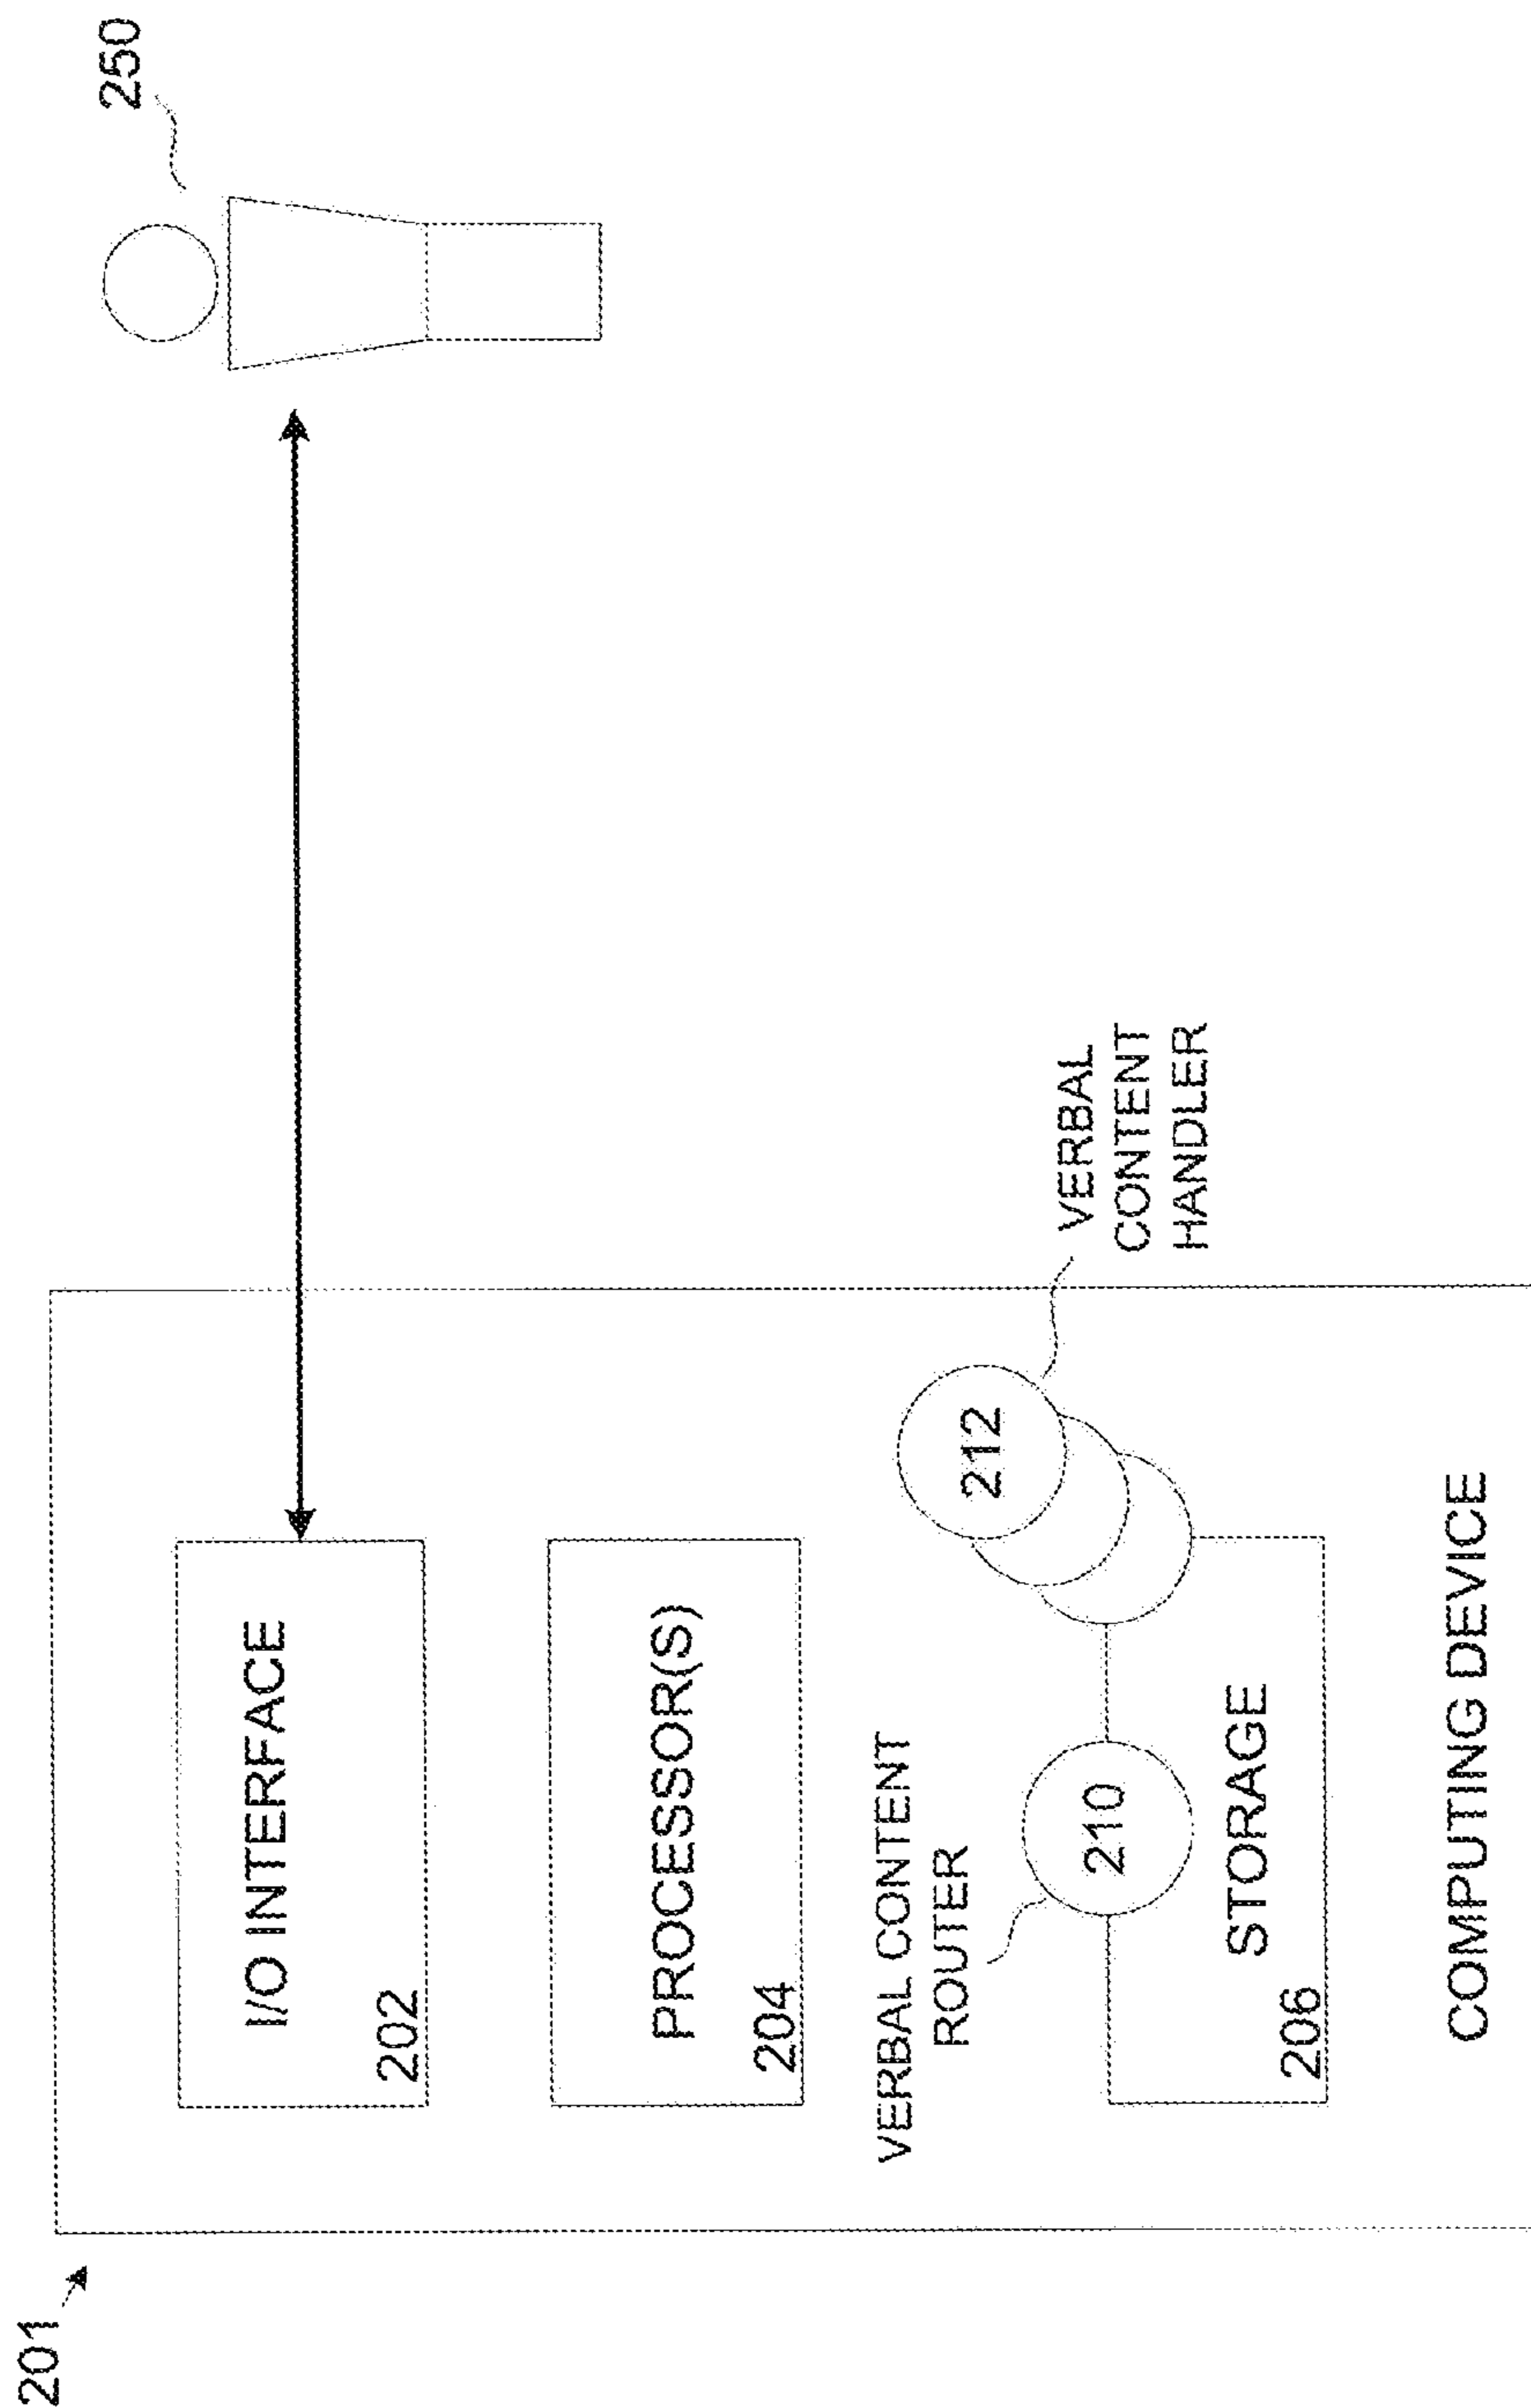 201
I/O INTERFACE
202
PROCESSOR(S)
204
VERBAL CONTENT
ROUTER
210
212
VERBAL
CONTENT
HANDLER
STORAGE
206
COMPUTING DEVICE
250